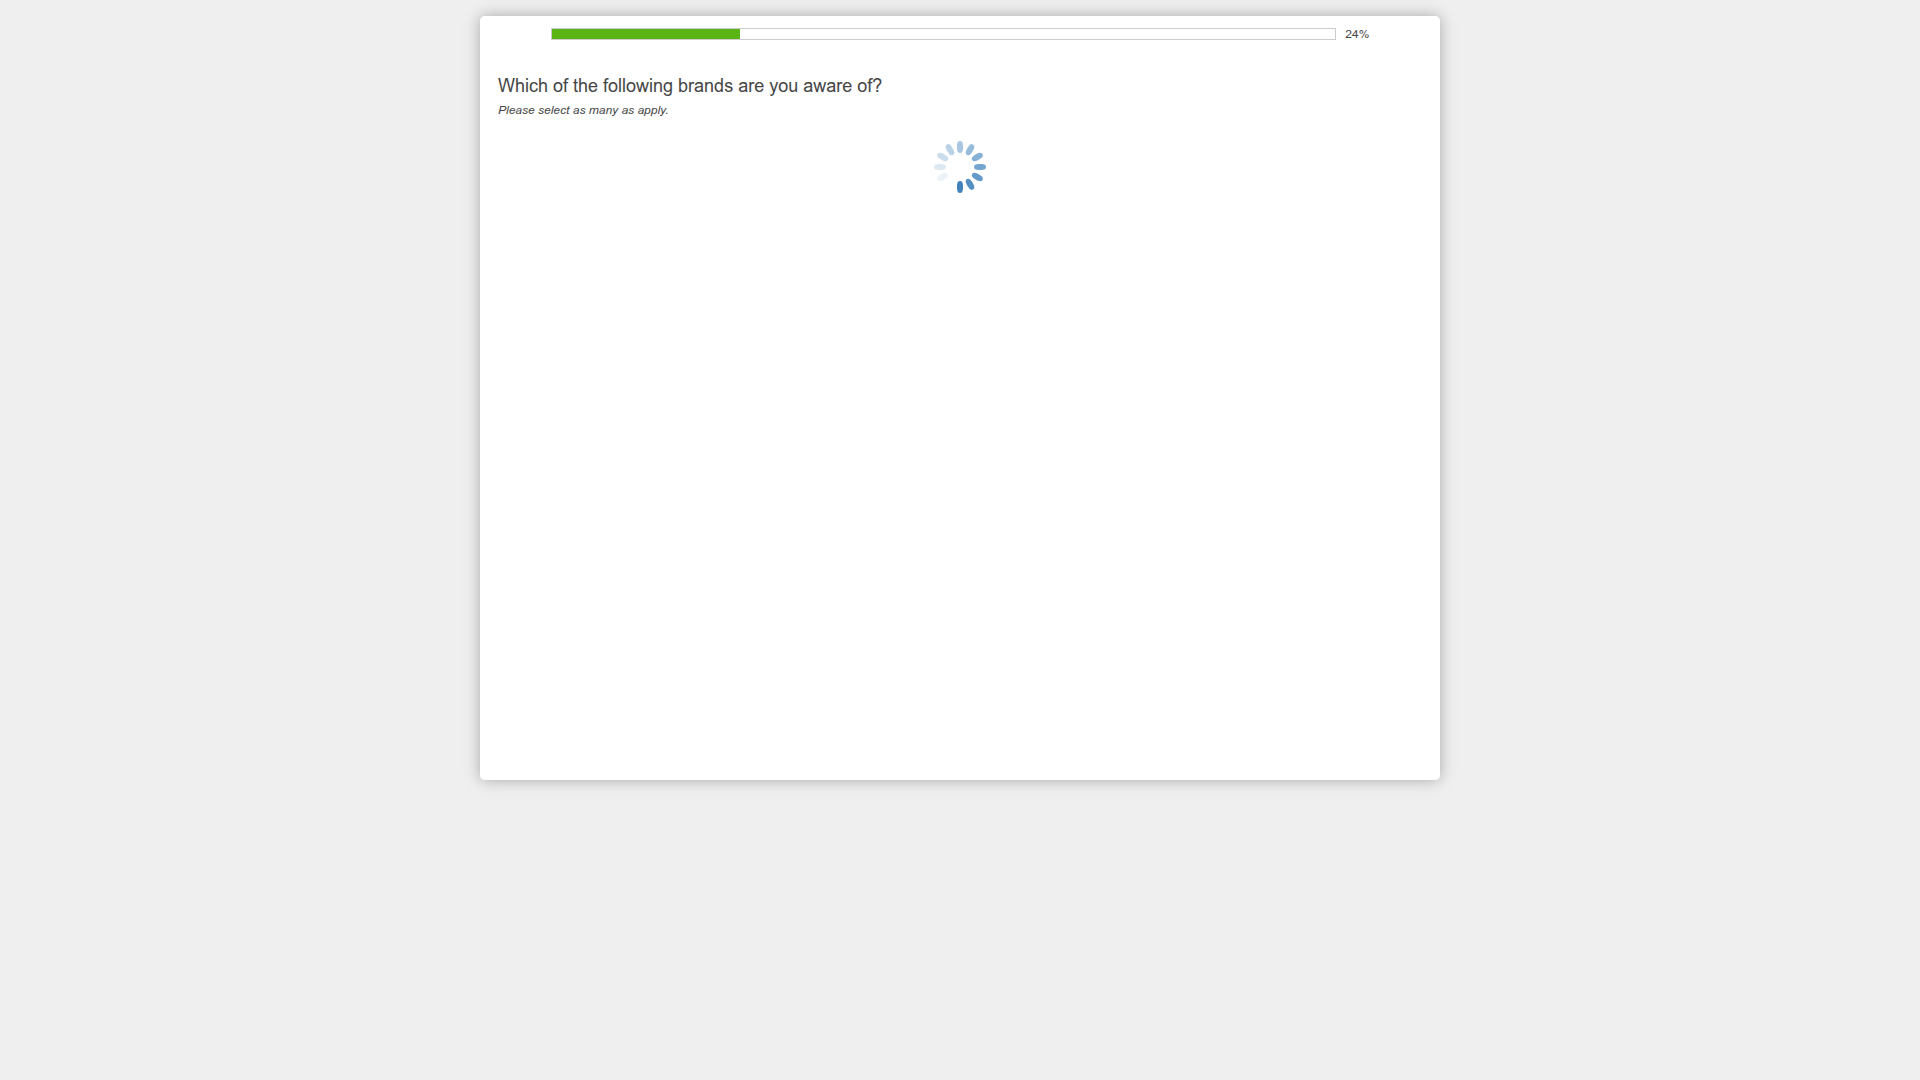 24%
Which of the following brands are you aware of?
Please select as many as apply.